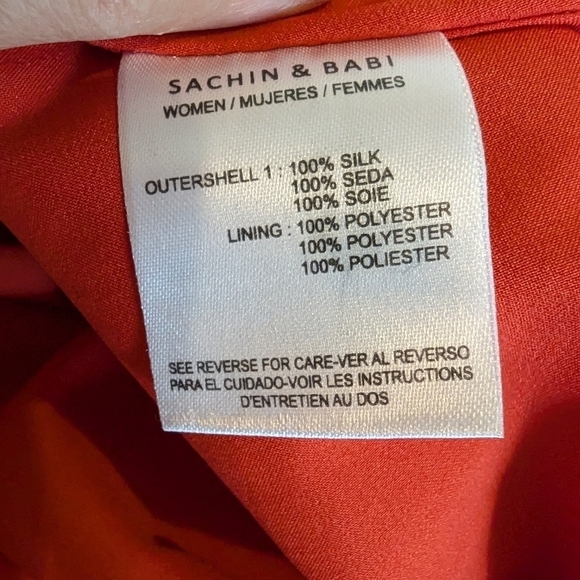 SACHIN & BABI
WOMEN / MUJERES / FEMMES
OUTERSHELL 1 : 100% SILK
100% SEDA
100% SOIE
LINING : 100% POLYESTER
100% POLYESTER
100% POLIESTER
SEE REVERSE FOR CARE-VER AL REVERSO
PARA EL CUIDADO-VOIR LES INSTRUCTIONS
D'ENTRETIEN AU DOS